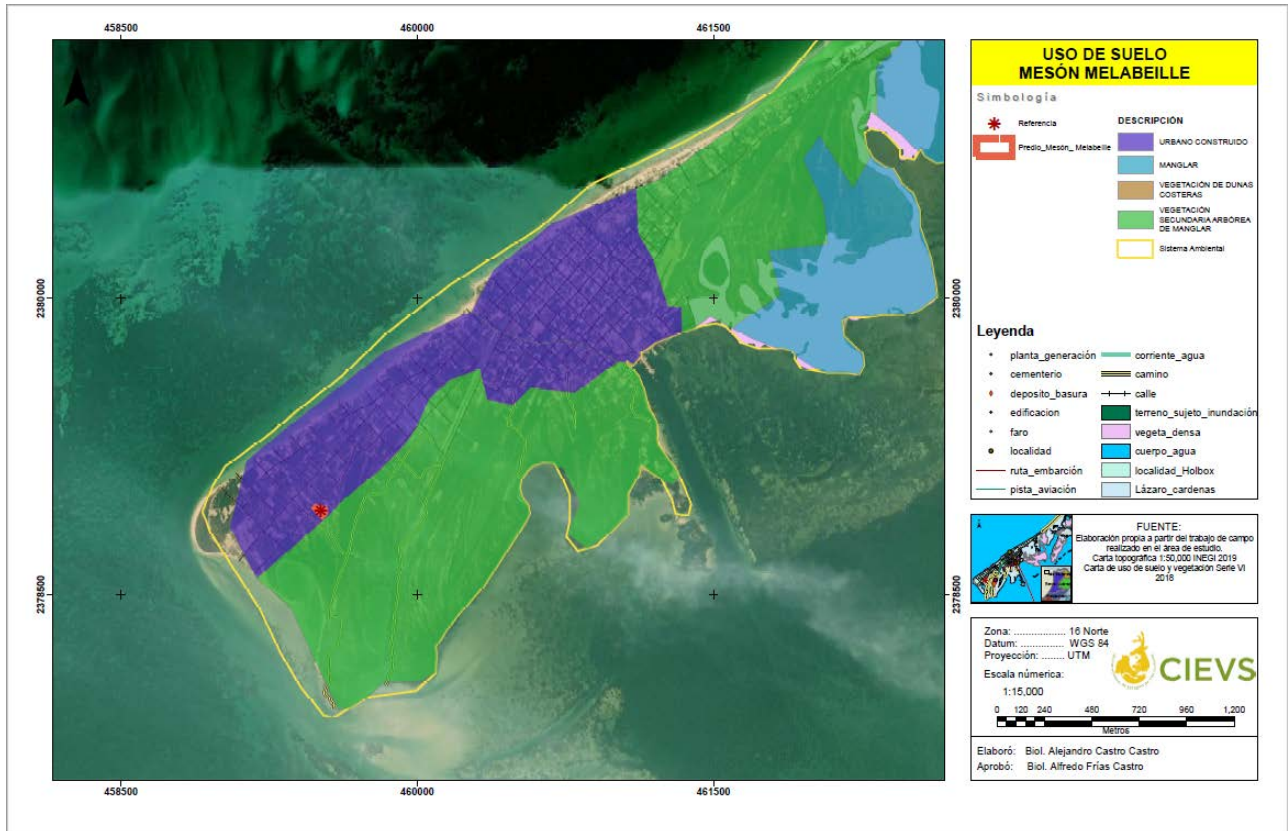 458500 460000 461500
2380000 2380000
2378500 2378500
458500 460000 461500
USO DE SUELO
MESÓN MELABEILLE
Simbología
Referencia
Predio_Mesón_ Melabeille
DESCRIPCIÓN
URBANO CONSTRUIDO
MANGLAR
VEGETACIÓN DE DUNAS
COSTERAS
VEGETACIÓN
SECUNDARIA ARBÓREA
DE MANGLAR
Sistema Ambiental
Leyenda
planta_generación
cementerio
deposito_basura
edificacion
faro
localidad
ruta_embarción
pista_aviación
corriente_agua
camino
calle
terreno_sujeto_inundación
vegeta_densa
cuerpo_agua
localidad_Holbox
Lázaro_cardenas
FUENTE:
Elaboración propia a partir del trabajo de campo
realizado en el área de estudio.
Carta topográfica 1:50,000 INEGI 2019
Carta de uso de suelo y vegetación Serie VI
2018
Zona: .................. 16 Norte
Datum: ............... WGS 84
Proyección: ........ UTM
Escala númerica:
1:15,000
CIEVS
0 120 240 480 720 960 1,200
Metros
Elaboró: Biol. Alejandro Castro Castro
Aprobó: Biol. Alfredo Frías Castro